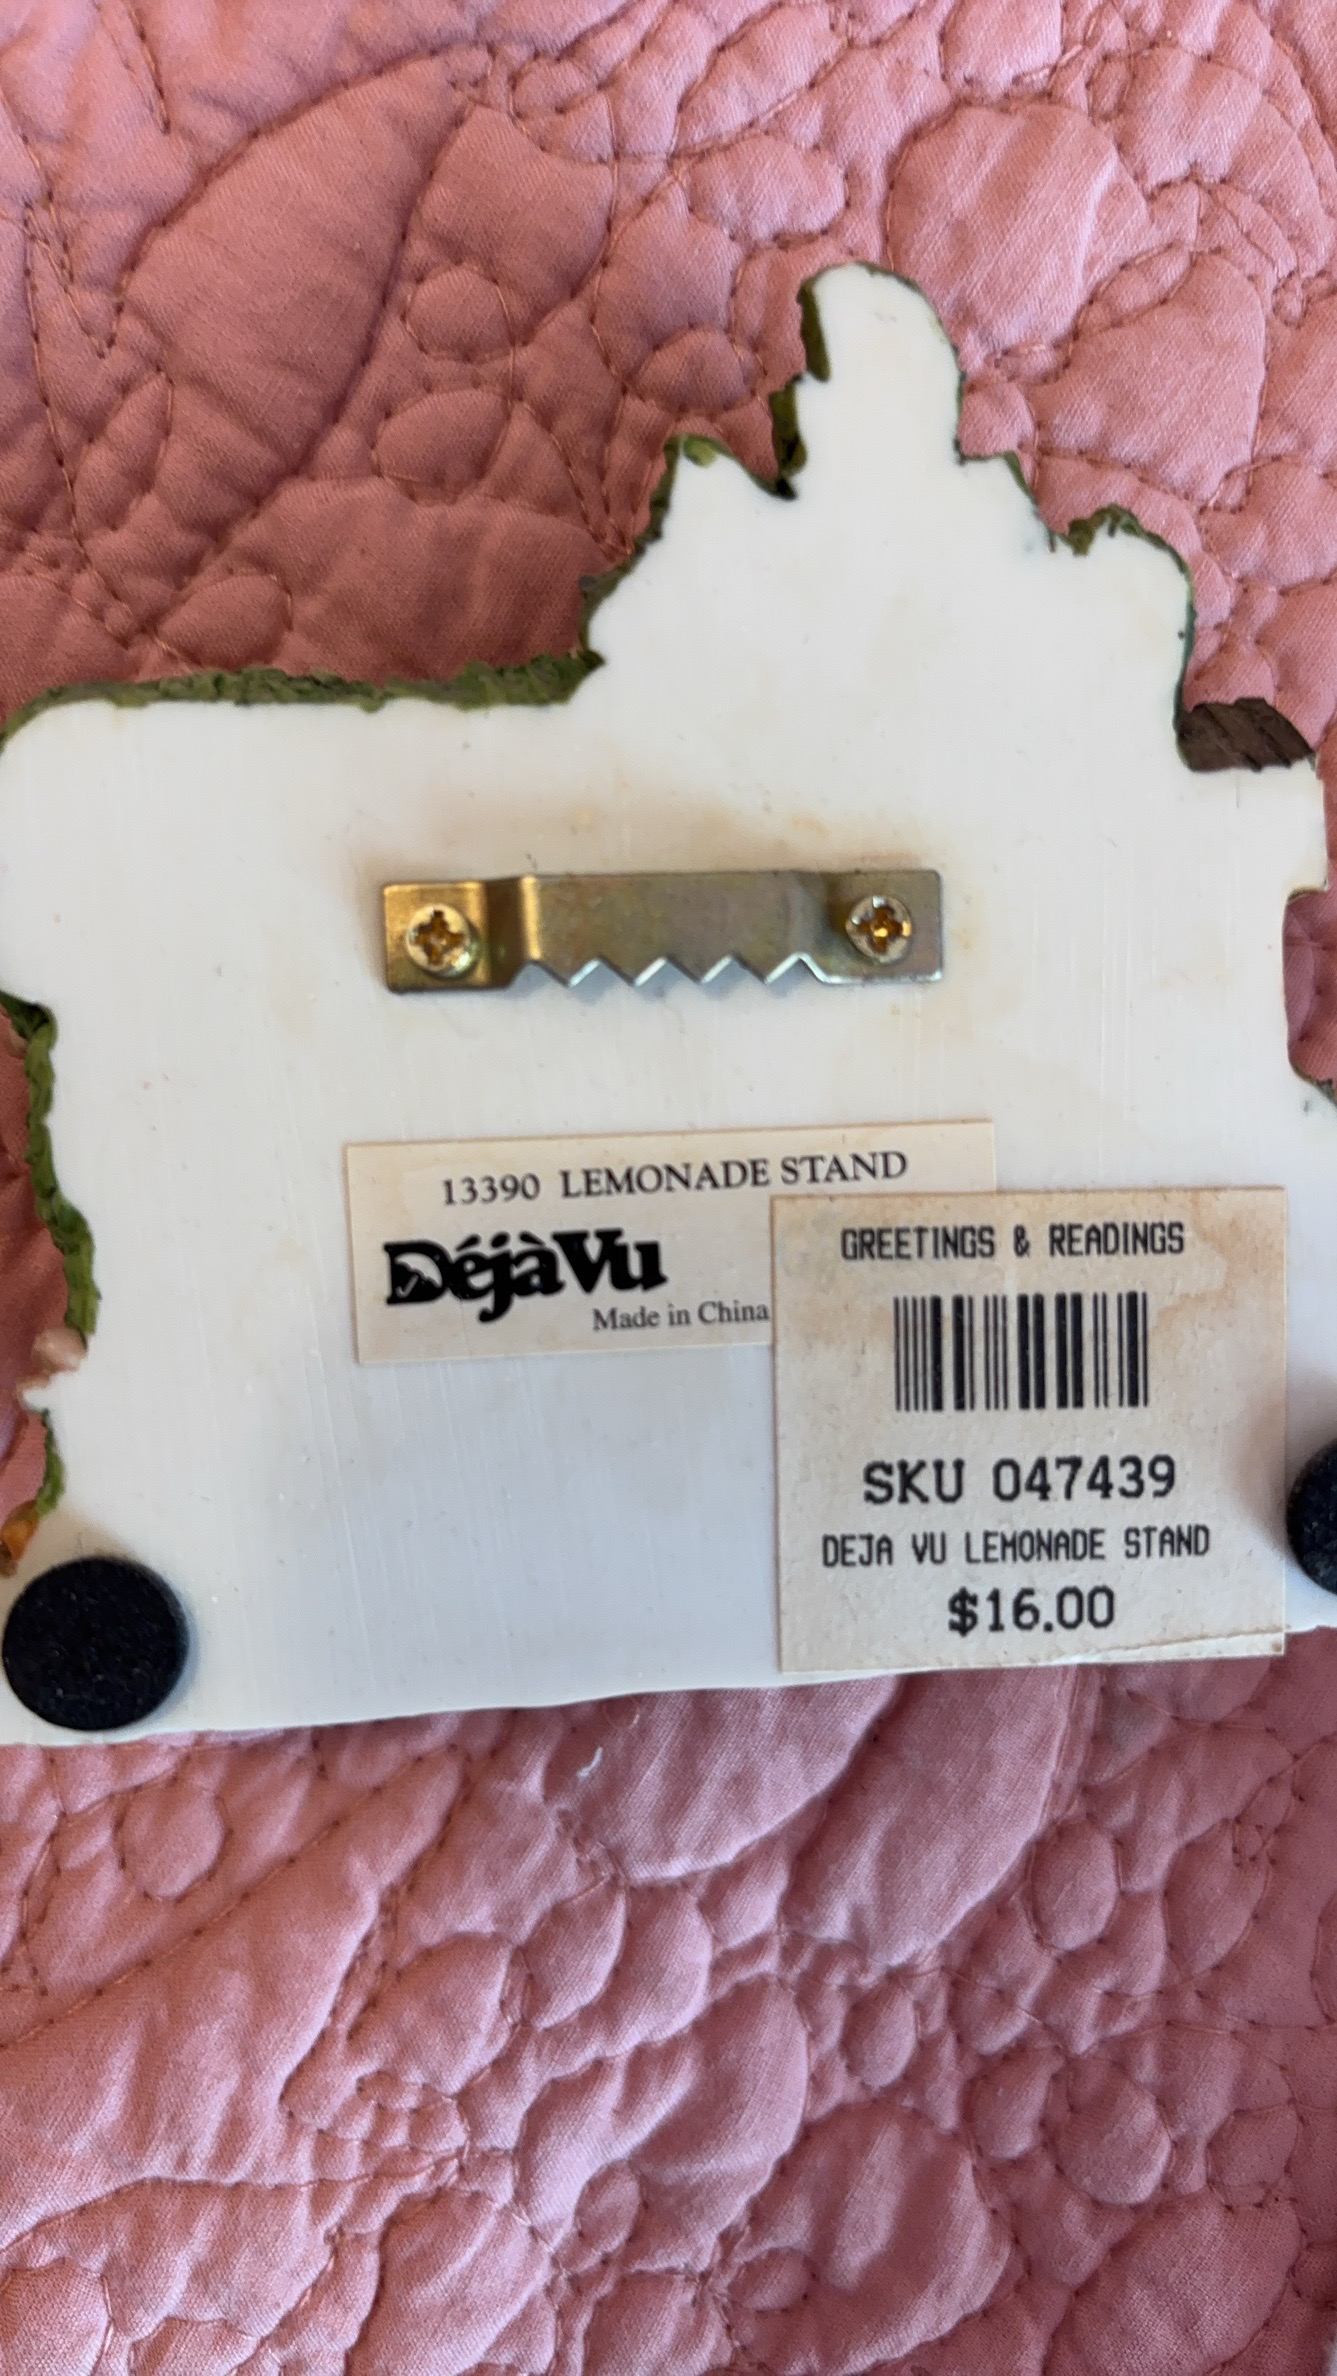 13390 LEMONADE STAND
DéjàVu
Made in China
GREETINGS & READINGS
SKU 047439
DEJA VU LEMONADE STAND
$16.00